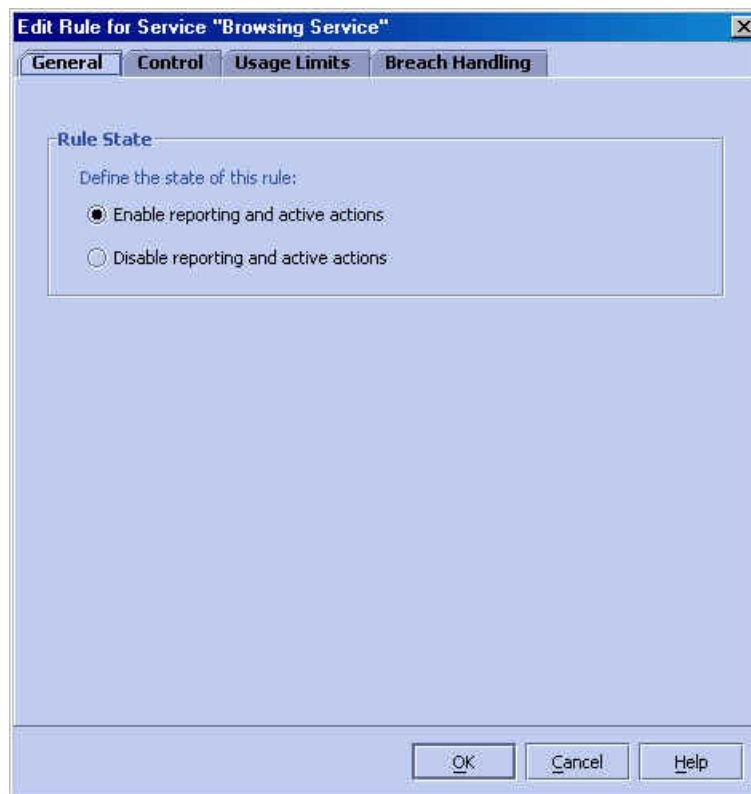 Edit Rule for Service "Browsing Service"
General Control Usage Limits Breach Handling
Rule State
Define the state of this rule:
Enable reporting and active actions
Disable reporting and active actions
OK Cancel Help